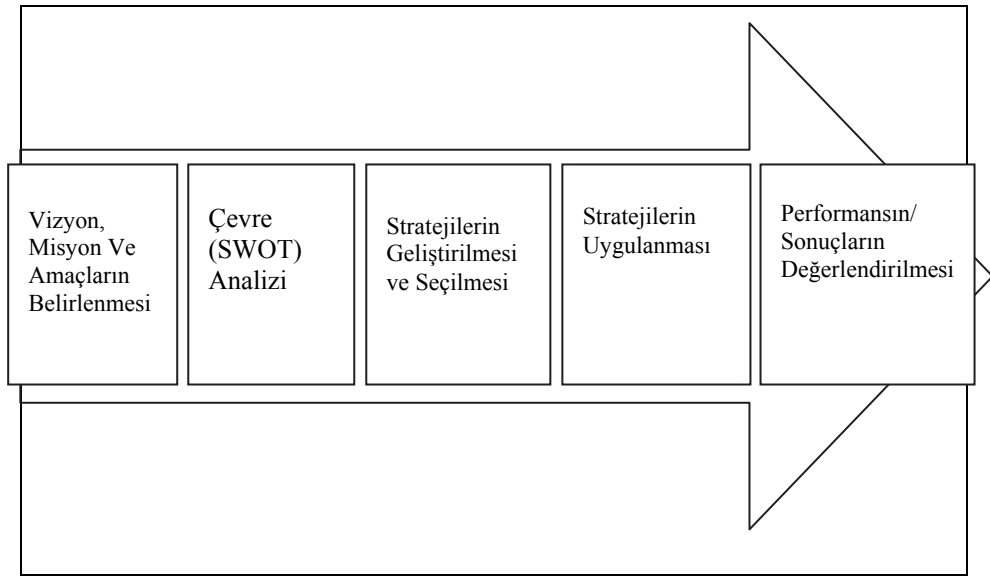 Vizyon,
Misyon Ve
Amaçların
Belirlenmesi
Çevre
(SWOT)
Analizi
Stratejilerin
Geliştirilmesi
ve Seçilmesi
Stratejilerin
Uygulanması
Performansın/
Sonuçların
Değerlendirilmesi